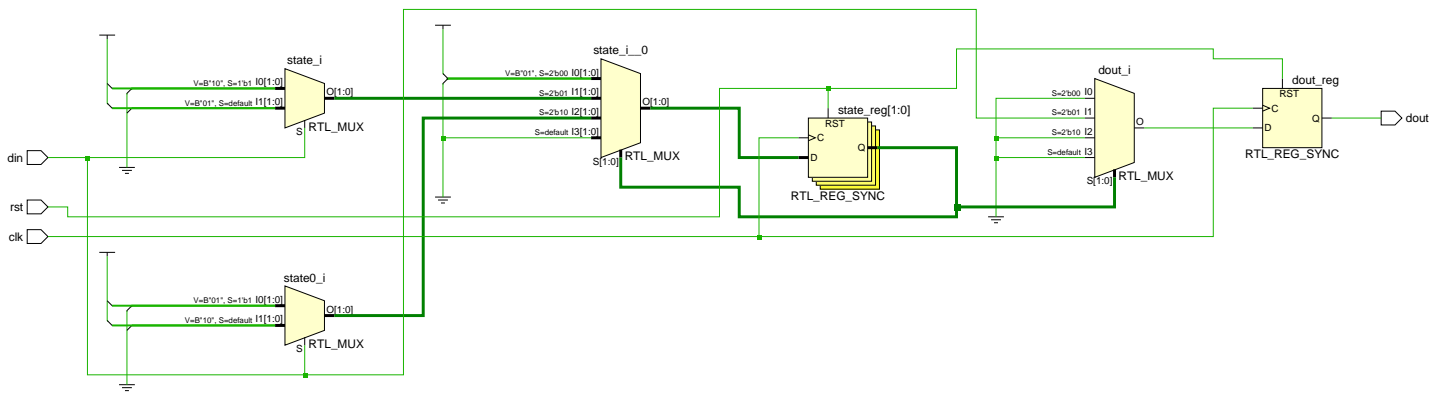 state_i
V=B"10", S=1'b1 I0[1:0]
V=B"01", S=default I1[1:0]
O[1:0]
S
RTL_MUX
din
rst
clk
state0_i
V=B"01", S=1'b1 I0[1:0]
V=B"10", S=default I1[1:0]
O[1:0]
S
RTL_MUX
state_i__0
V=B"01", S=2'b00 I0[1:0]
S=2'b01 I1[1:0]
S=2'b10 I2[1:0]
S=default I3[1:0]
O[1:0]
S[1:0]
RTL_MUX
state_reg[1:0]
RST
C
D
Q
RTL_REG_SYNC
dout_i
S=2'b00 I0
S=2'b01 I1
S=2'b10 I2
S=default I3
O
S[1:0]
RTL_MUX
dout_reg
RST
C
D
Q
RTL_REG_SYNC
dout